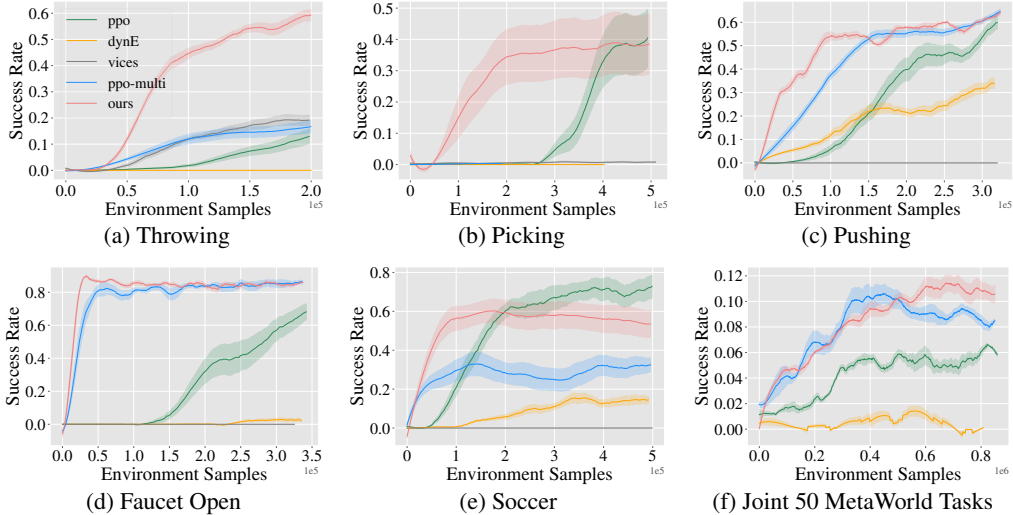 Success Rate
0.6
0.5
0.4
0.3
0.2
0.1
0.0
ppo
dynE
vices
ppo-multi
ours
0.0 0.5 1.0 1.5 2.0
1e5
Environment Samples
(a) Throwing
Success Rate
0.5
0.4
0.3
0.2
0.1
0.0
0 1 2 3 4 5
1e5
Environment Samples
(b) Picking
Success Rate
0.6
0.5
0.4
0.3
0.2
0.1
0.0
0.0 0.5 1.0 1.5 2.0 2.5 3.0
1e5
Environment Samples
(c) Pushing
Success Rate
0.8
0.6
0.4
0.2
0.0
0.0 0.5 1.0 1.5 2.0 2.5 3.0 3.5
1e5
Environment Samples
(d) Faucet Open
Success Rate
0.8
0.6
0.4
0.2
0.0
0 1 2 3 4 5
1e5
Environment Samples
(e) Soccer
Success Rate
0.12
0.10
0.08
0.06
0.04
0.02
0.00
0.0 0.2 0.4 0.6 0.8 1.0
1e6
Environment Samples
(f) Joint 50 MetaWorld Tasks